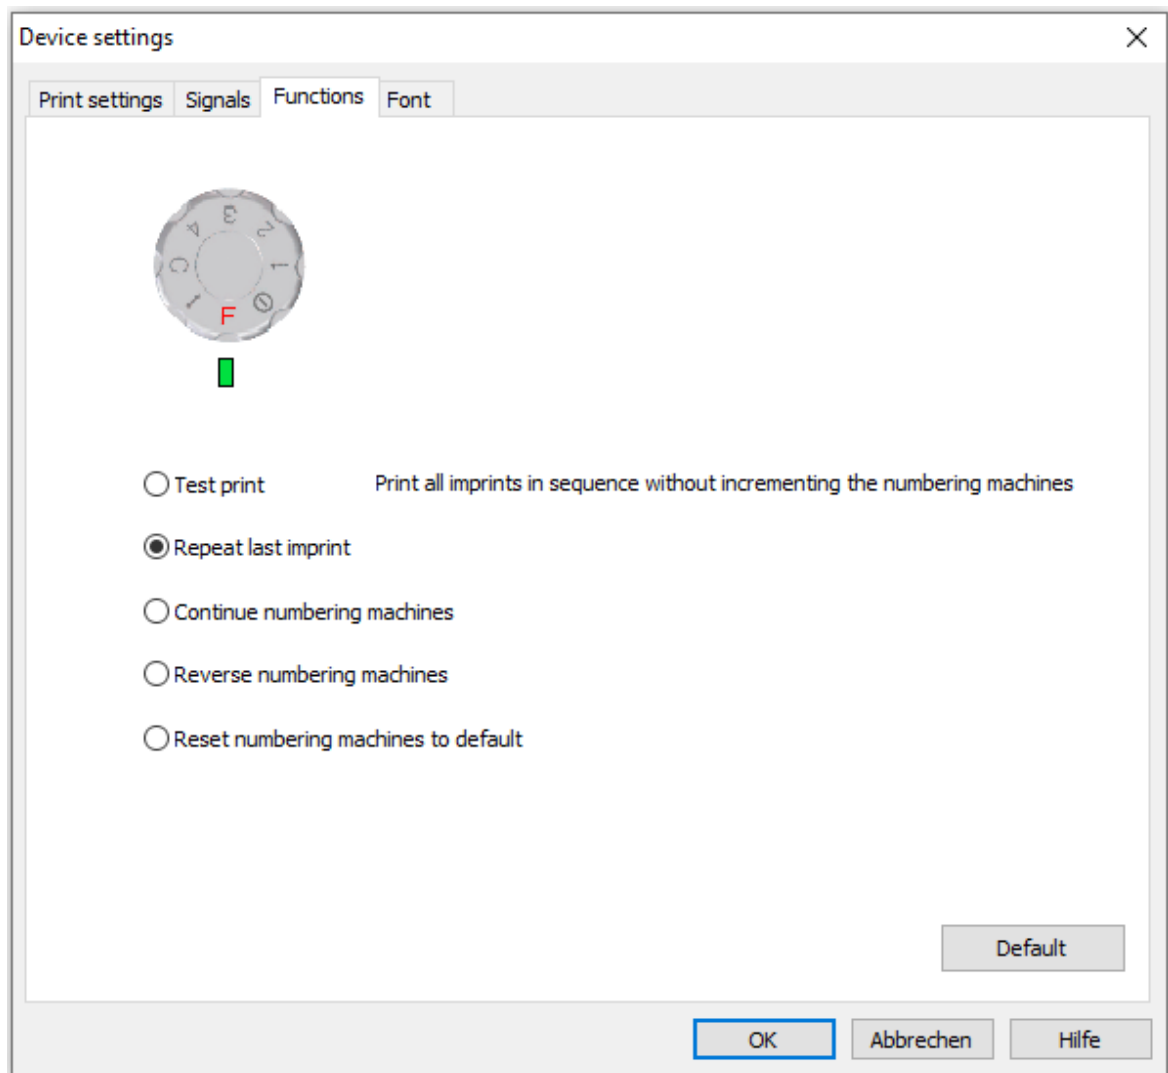 Device settings
Print settings Signals Functions Font
3
4 2
C 1
F
Test print Print all imprints in sequence without incrementing the numbering machines
Repeat last imprint
Continue numbering machines
Reverse numbering machines
Reset numbering machines to default
Default
OK Abbrechen Hilfe